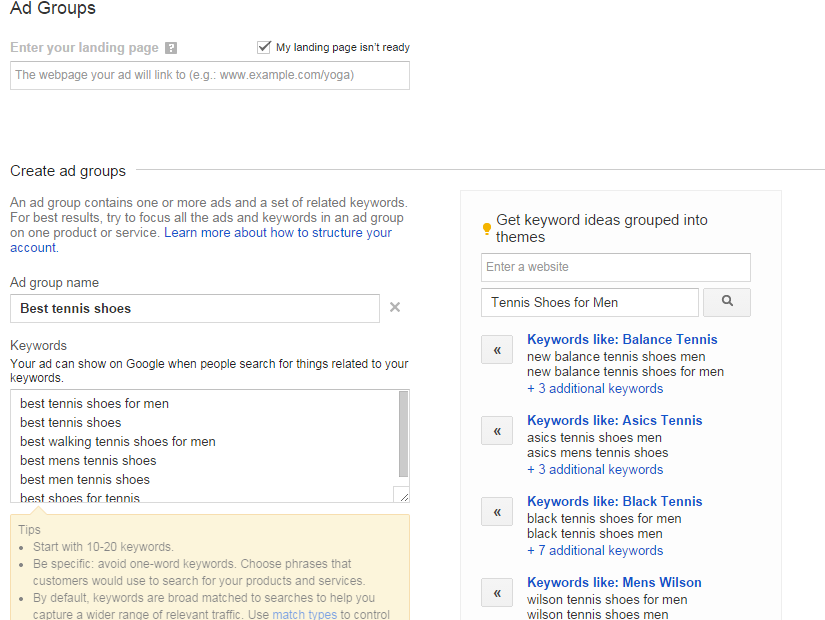 Ad Groups
Enter your landing page ?
My landing page isn't ready
The webpage your ad will link to (e.g.: www.example.com/yoga)
Create ad groups
An ad group contains one or more ads and a set of related keywords.
For best results, try to focus all the ads and keywords in an ad group
on one product or service. Learn more about how to structure your
account.
Ad group name
Best tennis shoes
Keywords
Your ad can show on Google when people search for things related to your
keywords.
best tennis shoes for men
best tennis shoes
best walking tennis shoes for men
best mens tennis shoes
best men tennis shoes
best shoes for tennis
Tips
Start with 10-20 keywords.
Be specific: avoid one-word keywords. Choose phrases that
customers would use to search for your products and services.
By default, keywords are broad matched to searches to help you
capture a wider range of relevant traffic. Use match types to control
Get keyword ideas grouped into
themes
Enter a website
Tennis Shoes for Men
«
Keywords like: Balance Tennis
new balance tennis shoes men
new balance tennis shoes for men
+ 3 additional keywords
«
Keywords like: Asics Tennis
asics tennis shoes men
asics mens tennis shoes
+ 3 additional keywords
«
Keywords like: Black Tennis
black tennis shoes for men
black tennis shoes men
+ 7 additional keywords
«
Keywords like: Mens Wilson
wilson tennis shoes for men
wilson tennis shoes men